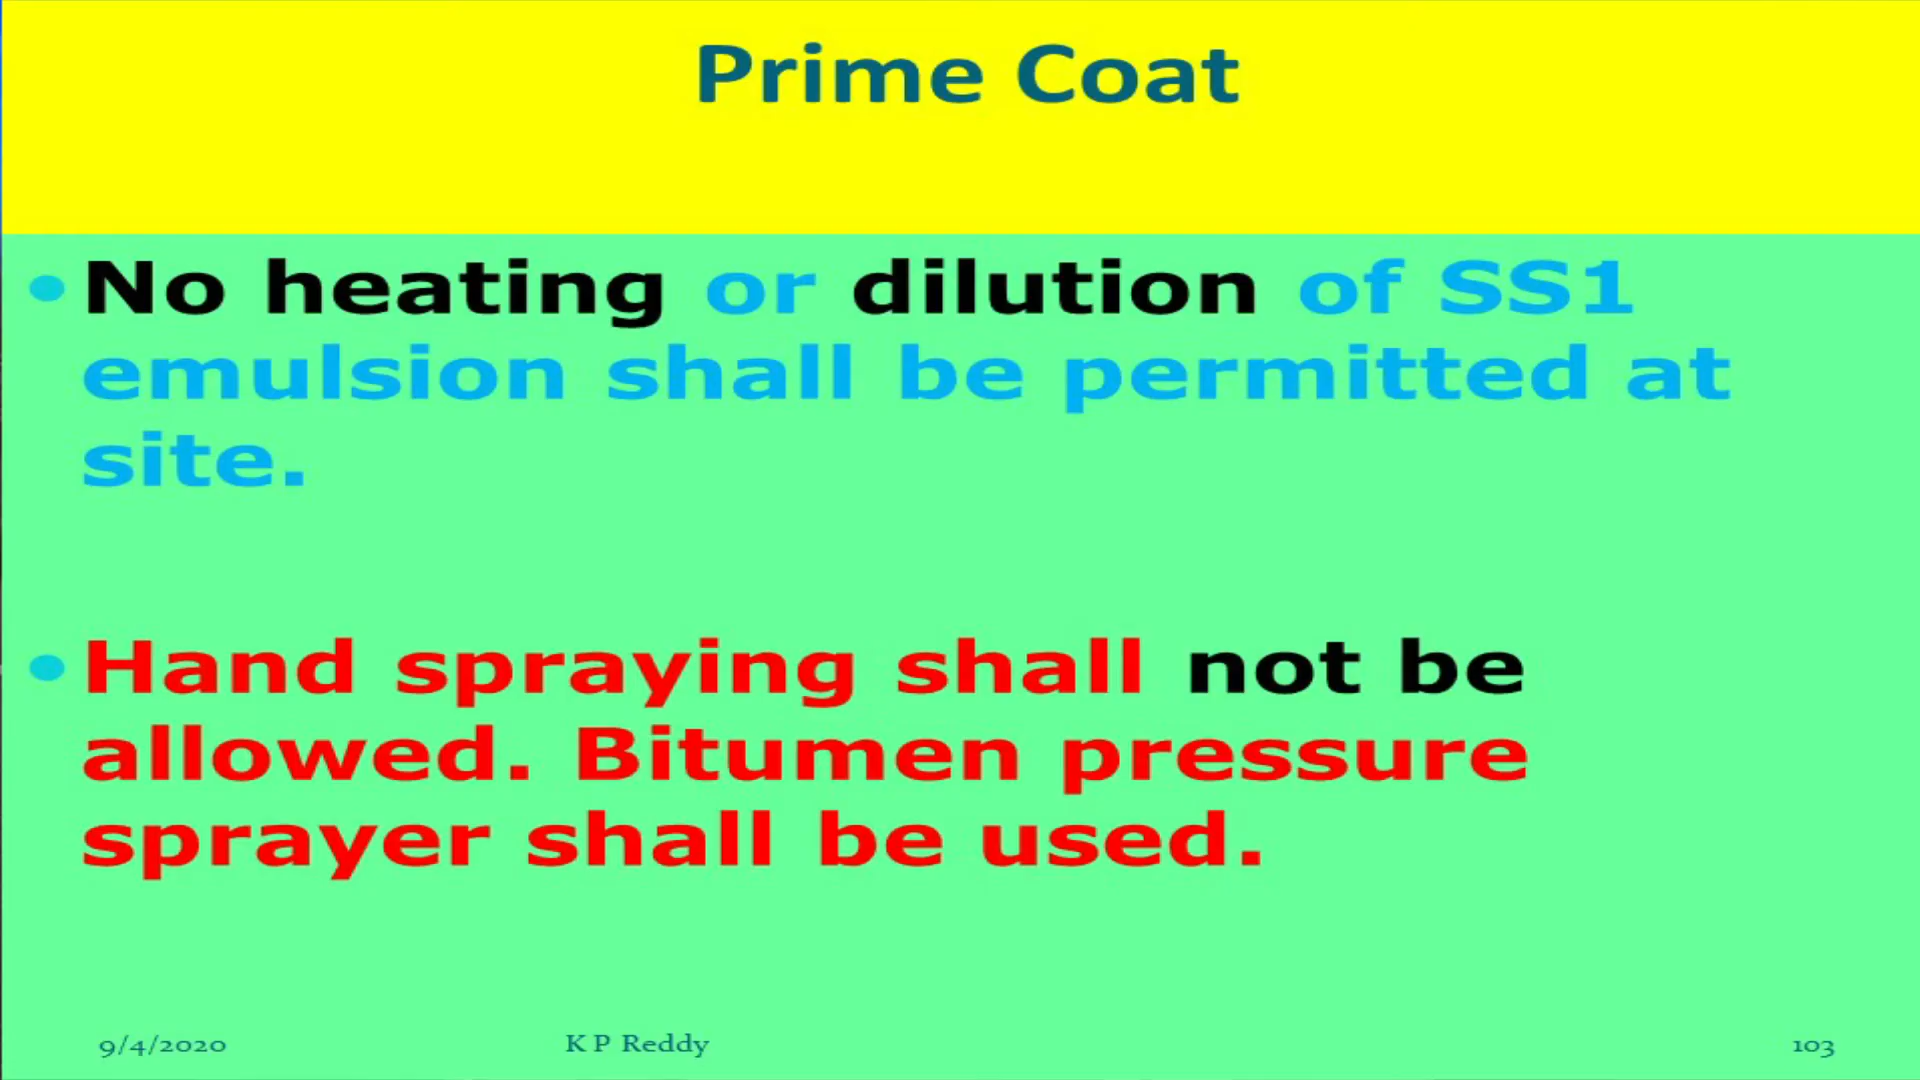 Prime Coat
• No heating or dilution of SS1
emulsion shall be permitted at
site.
• Hand spraying shall not be
allowed. Bitumen pressure
sprayer shall be used.
9/4/2020 K P Reddy 103